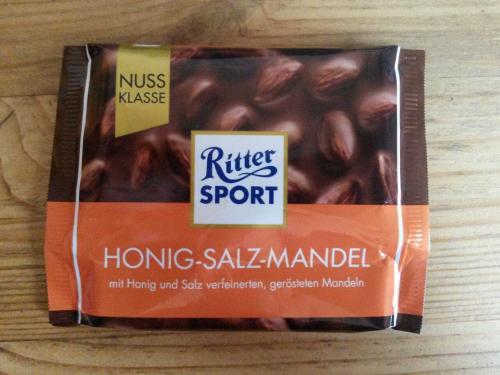 NUSS
KLASSE
Ritter
SPORT
HONIG-SALZ-MANDEL
mit Honig und Salz verfeinerten, gerösteten Mandeln